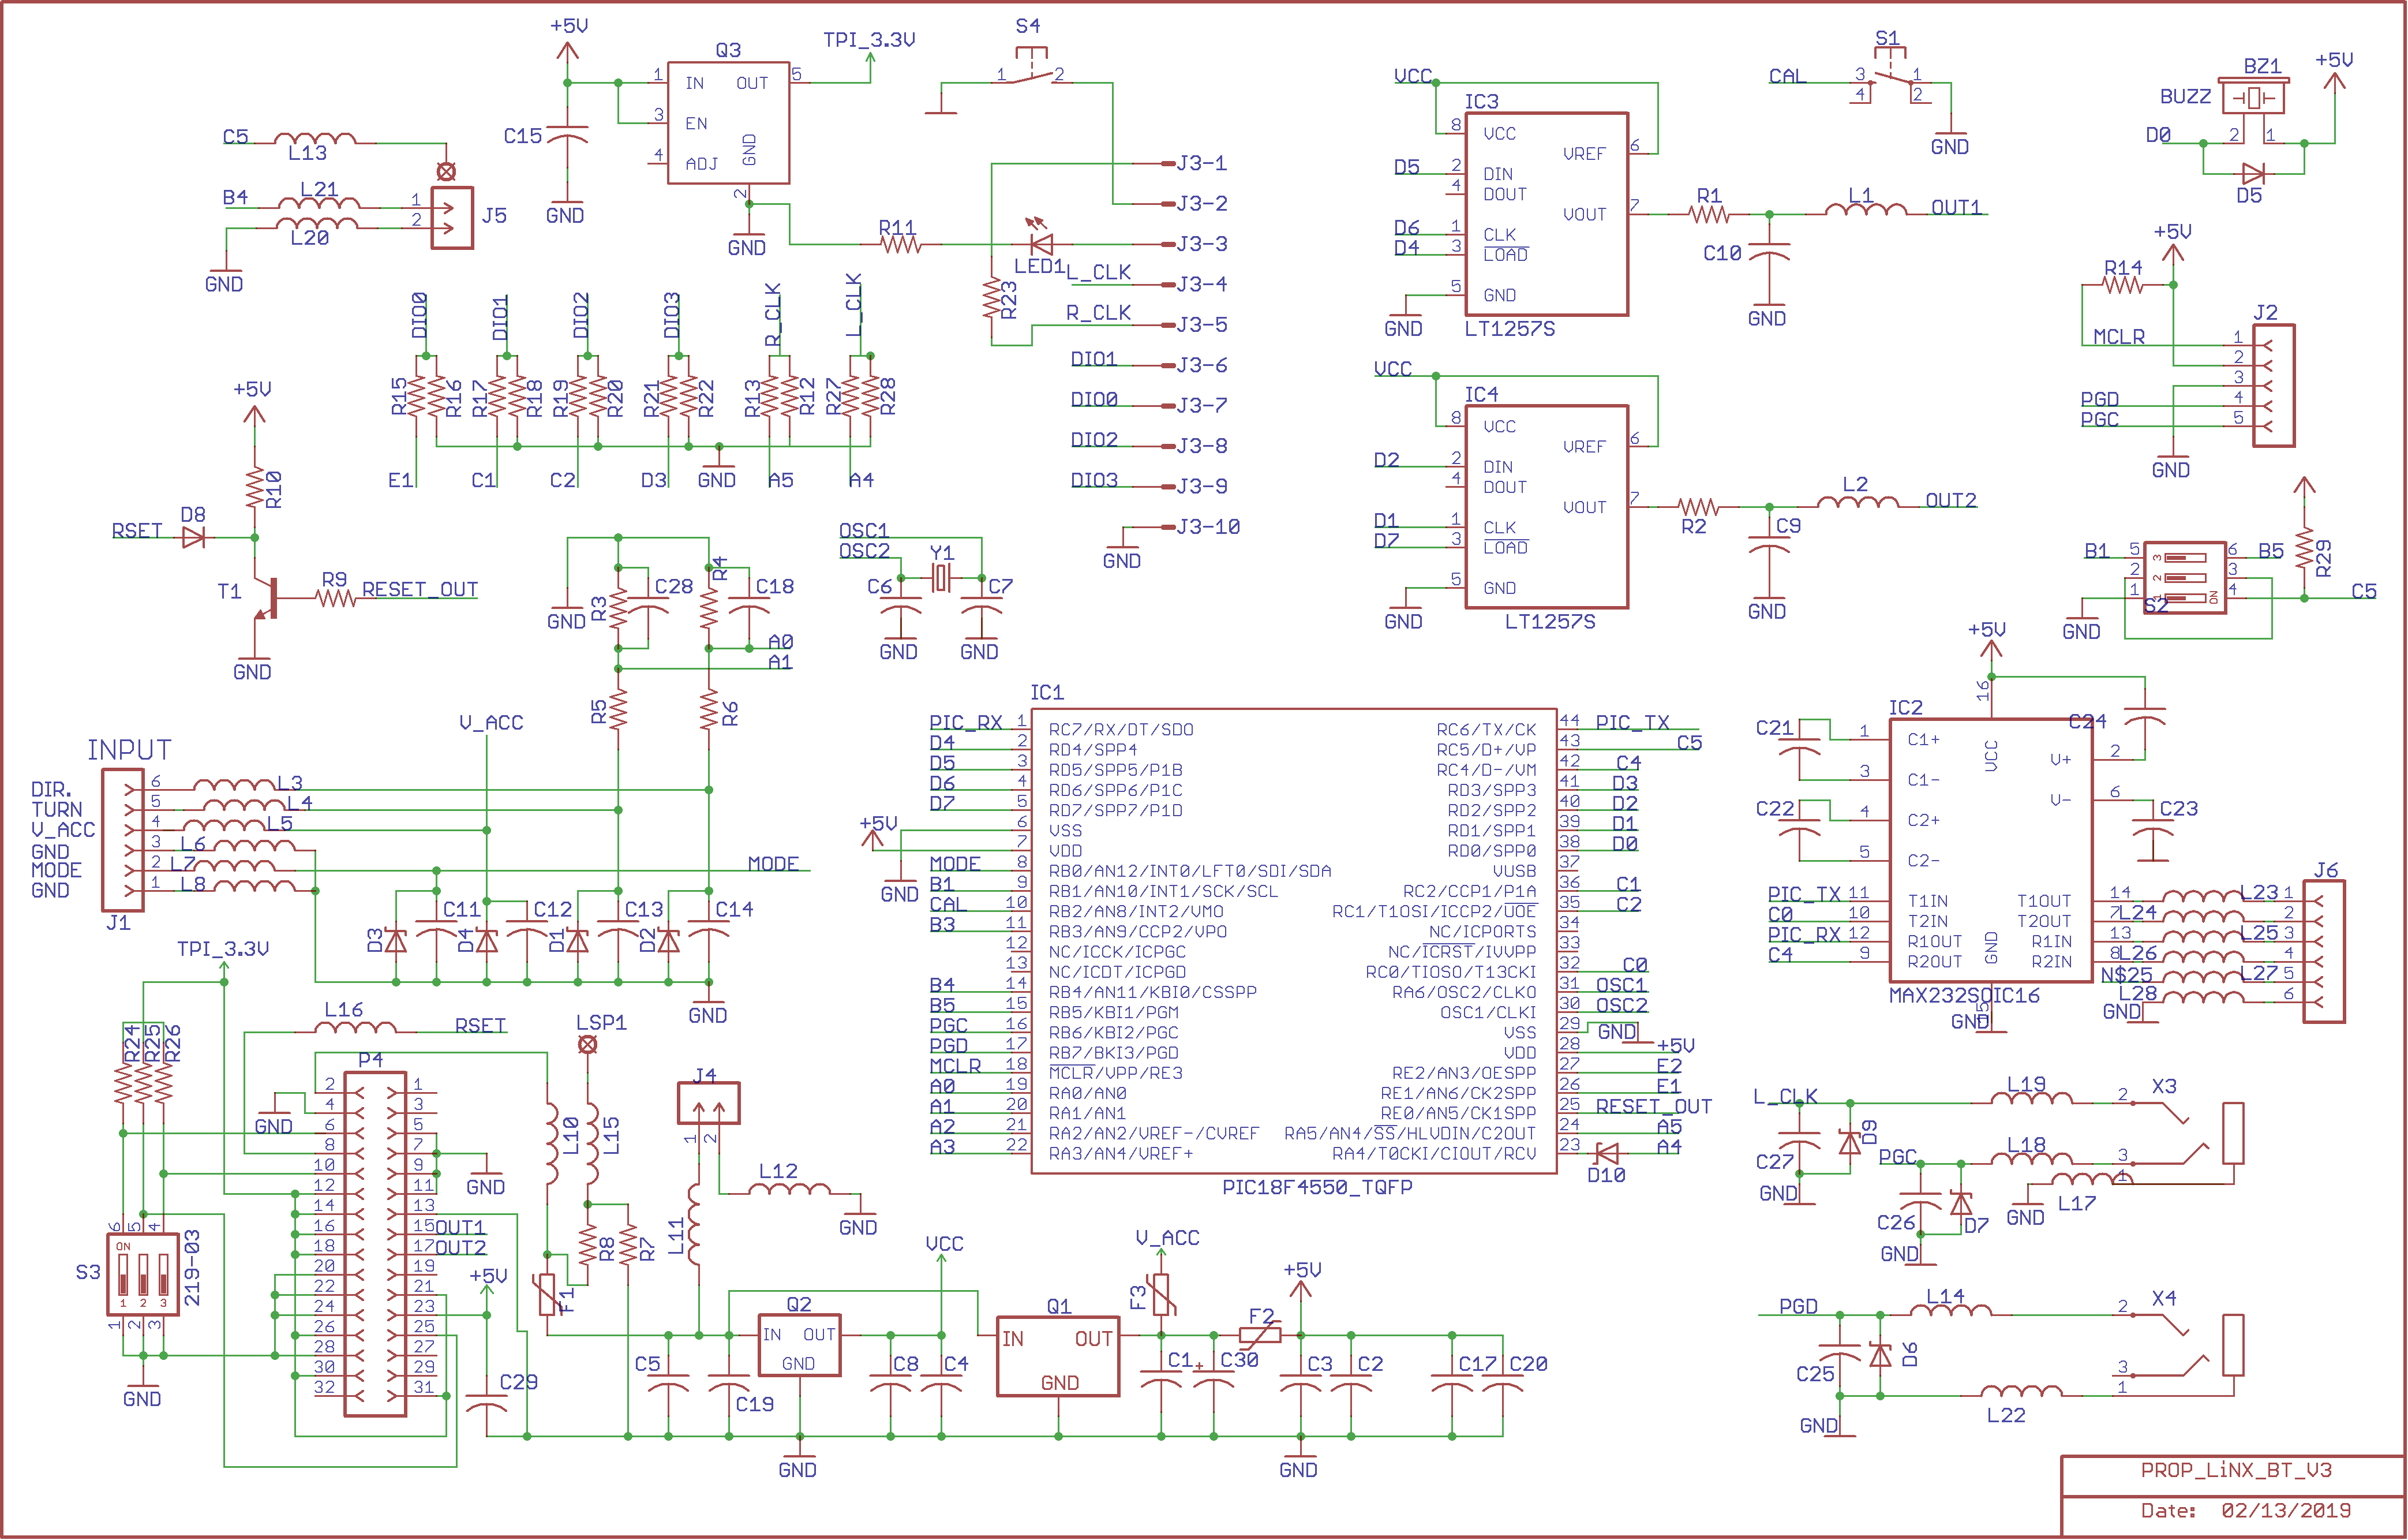 +5V
Q3
TPI_3.3V
1 IN OUT 5
3 EN
4 ADJ
GND
2
C15
GND
GND
S4
1 2
C5
L13
B4
L21
L20
1
2
J5
GND
R11
LED1
R23
J3-1
J3-2
J3-3
L_CLK J3-4
R_CLK J3-5
DIO1 J3-6
DIO0 J3-7
DIO2 J3-8
DIO3 J3-9
J3-10
GND
DIO0 DIO1 DIO2 DIO3 R_CLK L_CLK
R15 R16 R17 R18 R19 R20 R21 R22 R13 R12 R27 R28
E1 C1 C2 D3 GND A5 A4
VCC
IC3
8 VCC
VREF 6
D5 2 DIN
4 DOUT
VOUT 7
D6 1 CLK
D4 3 LOAD
5 GND
GND
LT1257S
R1
L1
OUT1
C10
GND
VCC
IC4
8 VCC
VREF 6
D2 2 DIN
4 DOUT
VOUT 7
D1 1 CLK
D7 3 LOAD
5 GND
GND
LT1257S
R2
L2
OUT2
C9
GND
S1
CAL
3 1
4 2
GND
BZ1
+5V
BUZZ
D0
2 1
D5
+5V
R14
J2
MCLR 1
2
3
PGD 4
PGC 5
GND
R29
B1 5 3 6 B5
2 2 3
1 1 4
S2 ON
C5
GND
+5V
R10
RSET
D8
T1
R9
RESET_OUT
GND
GND
R3
C28
R4
C18
A0
A1
R5
R6
OSC1
OSC2
Y1
C6
C7
GND
GND
V_ACC
INPUT
DIR. 6 L3
TURN 5 L4
V_ACC 4 L5
GND 3 L6
MODE 2 L7 MODE
GND 1 L8
J1
D3 C11 D4 C12 D1 C13 D2 C14
GND
IC1
PIC_RX 1 RC7/RX/DT/SDO RC6/TX/CK 44 PIC_TX
D4 2 RD4/SPP4 RC5/D+/VP 43 C5
D5 3 RD5/SPP5/P1B RC4/D-/VM 42 C4
D6 4 RD6/SPP6/P1C RD3/SPP3 41 D3
D7 5 RD7/SPP7/P1D RD2/SPP2 40 D2
6 VSS RD1/SPP1 39 D1
+5V 7 VDD RD0/SPP0 38 D0
MODE 8 RB0/AN12/INT0/LFT0/SDI/SDA VUSB 37
GND
B1 9 RB1/AN10/INT1/SCK/SCL RC2/CCP1/P1A 36 C1
CAL 10 RB2/AN8/INT2/VMO RC1/T1OSI/ICCP2/UOE 35 C2
B3 11 RB3/AN9/CCP2/VPO NC/ICPORTS 34
12 NC/ICCK/ICPGC NC/ICRST/IVVPP 33
13 NC/ICDT/ICPGD RC0/TIOSO/T13CKI 32 C0
B4 14 RB4/AN11/KBI0/CSSPP RA6/OSC2/CLKO 31 OSC1
B5 15 RB5/KBI1/PGM OSC1/CLKI 30 OSC2
PGC 16 RB6/KBI2/PGC VSS 29 GND
PGD 17 RB7/BKI3/PGD VDD 28 +5V
MCLR 18 MCLR/VPP/RE3 RE2/AN3/OESPP 27 E2
A0 19 RA0/AN0 RE1/AN6/CK2SPP 26 E1
A1 20 RA1/AN1 RE0/AN5/CK1SPP 25 RESET_OUT
A2 21 RA2/AN2/VREF-/CVREF RA5/AN4/SS/HLVDIN/C2OUT 24 A5
A3 22 RA3/AN4/VREF+ RA4/T0CKI/CIOUT/RCV 23 A4
D10
PIC18F4550_TQFP
+5V
16
IC2
C24
C21 1 C1+
VCC
V+ 2
3 C1-
V- 6
C22 4 C2+
C23
5 C2-
PIC_TX 11 T1IN T1OUT 14 L23 1
C0 10 T2IN T2OUT 7 L24 2
PIC_RX 12 R1OUT R1IN 13 L25 3
C4 9 R2OUT R2IN 8 L26 4
N$25 L27 5
GND L28 6
GND
J6
MAX232SOIC16
GND 15
L_CLK
L19
2
X3
D9
C27
GND
PGC
L18
3
L17
1
GND
C26
D7
GND
PGD
L14
2
X4
C25
D6
3
1
L22
GND
TPI_3.3V
R24 R25 R26
L16
RSET
P4
2 1
4 3
6 5
8 7
10 9
12 11
14 13
16 15 OUT1
18 17 OUT2
20 19
22 21
24 23
26 25
28 27
30 29
32 31
GND
GND
+5V
6 5 4
ON
1 2 3
S3
219-03
1 2 3
GND
C29
LSP1
L10
L15
J4
1 2
L12
GND
L11
R8 R7
F1
C5
C19
Q2
IN OUT
GND
GND
VCC
C8 C4
Q1
IN OUT
GND
V_ACC
F3
F2
+5V
C1 + C30 C3 C2 C17 C20
GND
PROP_LiNX_BT_V3
Date: 02/13/2019